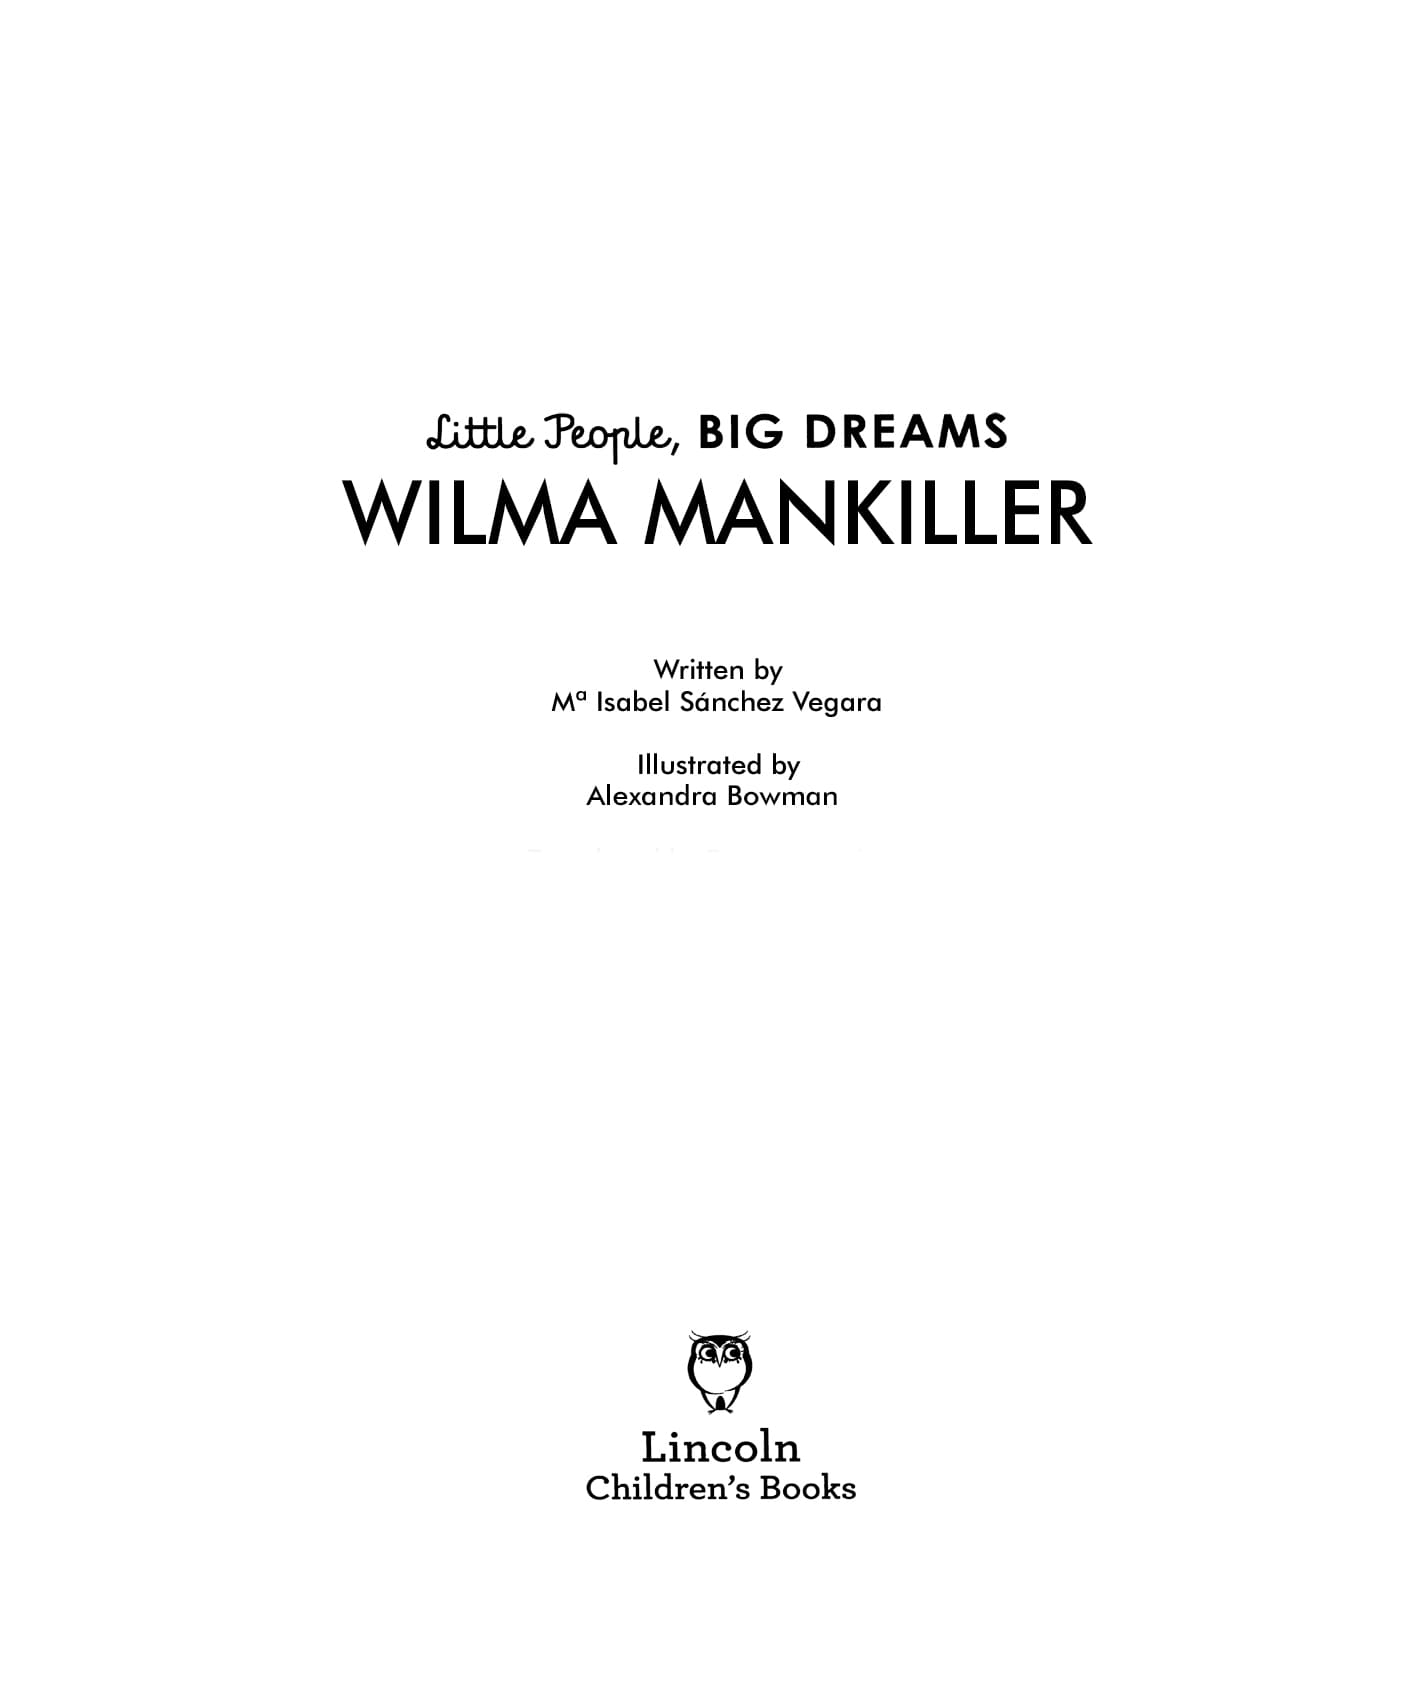 Little People, BIG DREAMS
WILMA MANKILLER
Written by
Mª Isabel Sánchez Vegara
Illustrated by
Alexandra Bowman
Lincoln
Children's Books